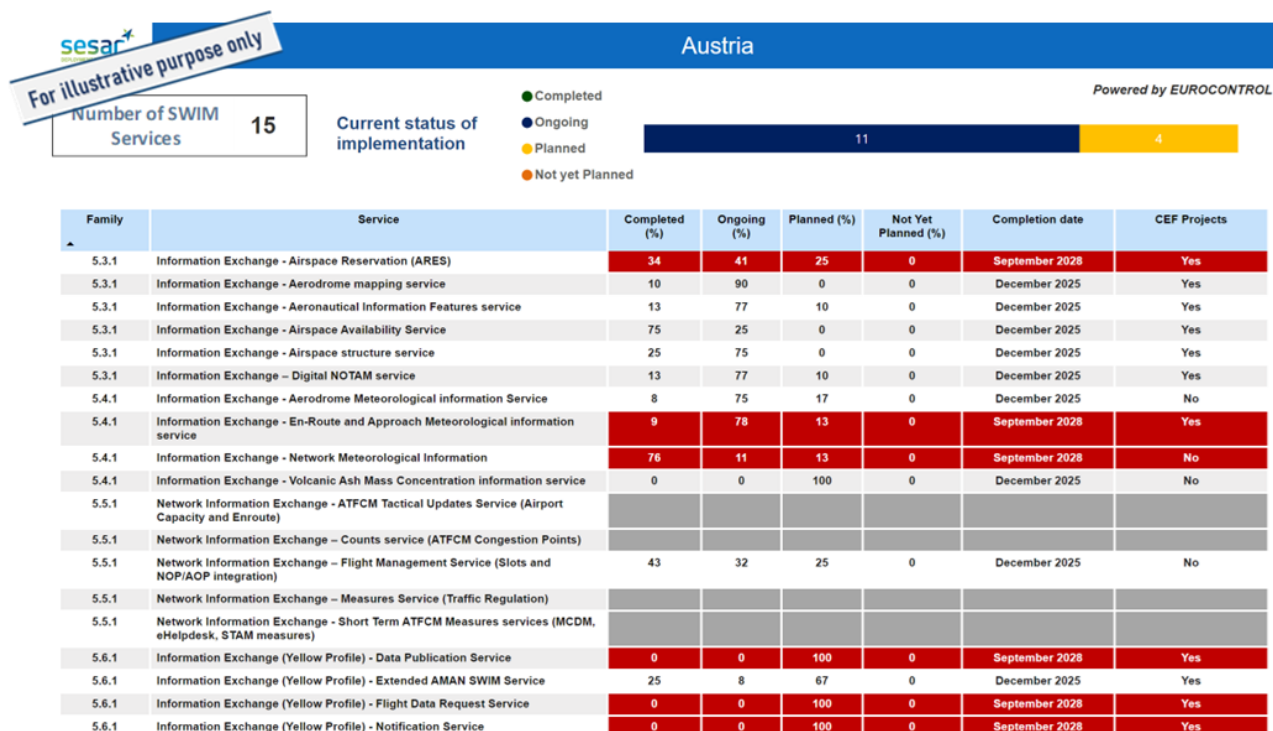 sesar
Austria
For illustrative purpose only
Powered by EUROCONTROL
Number of SWIM
Services
15
Current status of
implementation
Completed
Ongoing
Planned
Not yet Planned
11
4
Family Service Completed (%) Ongoing (%) Planned (%) Not Yet Planned (%) Completion date CEF Projects
5.3.1 Information Exchange - Airspace Reservation (ARES) 34 41 25 0 September 2028 Yes
5.3.1 Information Exchange - Aerodrome mapping service 10 90 0 0 December 2025 Yes
5.3.1 Information Exchange - Aeronautical Information Features service 13 77 10 0 December 2025 Yes
5.3.1 Information Exchange - Airspace Availability Service 75 25 0 0 December 2025 Yes
5.3.1 Information Exchange - Airspace structure service 25 75 0 0 December 2025 Yes
5.3.1 Information Exchange – Digital NOTAM service 13 77 10 0 December 2025 Yes
5.4.1 Information Exchange - Aerodrome Meteorological information Service 8 75 17 0 December 2025 No
5.4.1 Information Exchange - En-Route and Approach Meteorological information 9 78 13 0 September 2028 Yes
service
5.4.1 Information Exchange - Network Meteorological Information 76 11 13 0 September 2028 No
5.4.1 Information Exchange - Volcanic Ash Mass Concentration information service 0 0 100 0 December 2025 No
5.5.1 Network Information Exchange - ATFCM Tactical Updates Service (Airport
Capacity and Enroute)
5.5.1 Network Information Exchange – Counts service (ATFCM Congestion Points)
5.5.1 Network Information Exchange – Flight Management Service (Slots and 43 32 25 0 December 2025 No
NOP/AOP integration)
5.5.1 Network Information Exchange – Measures Service (Traffic Regulation)
5.5.1 Network Information Exchange - Short Term ATFCM Measures services (MCDM,
eHelpdesk, STAM measures)
5.6.1 Information Exchange (Yellow Profile) - Data Publication Service 0 0 100 0 September 2028 Yes
5.6.1 Information Exchange (Yellow Profile) - Extended AMAN SWIM Service 25 8 67 0 December 2025 Yes
5.6.1 Information Exchange (Yellow Profile) - Flight Data Request Service 0 0 100 0 September 2028 Yes
5.6.1 Information Exchange (Yellow Profile) - Notification Service 0 0 100 0 September 2028 Yes